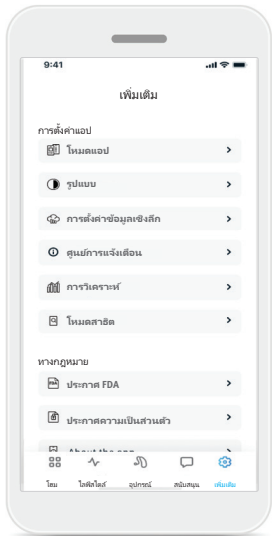 9:41
เพิ่มเติม
การตั้งค่าแอป
โหมดแอป
รูปแบบ
การตั้งค่าข้อมูลเชิงลึก
ศูนย์การแจ้งเตือน
การวิเคราะห์
โหมดสาธิต
ทางกฎหมาย
ประกาศ FDA
ประกาศความเป็นส่วนตัว
About the app
โฮม ไลฟ์สไตล์ อุปกรณ์ สนับสนุน เพิ่มเติม